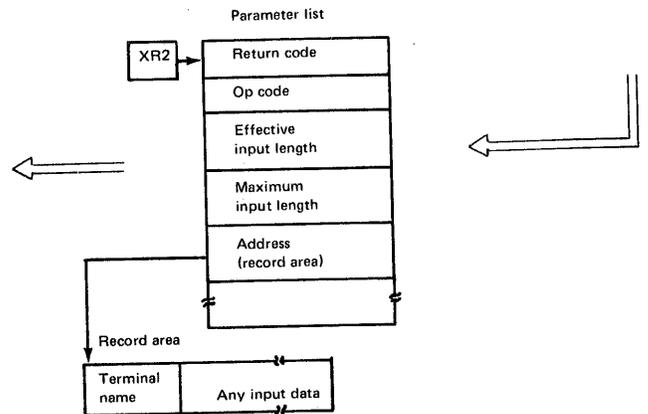 Parameter list
XR2
Return code
Op code
Effective
input length
Maximum
input length
Address
(record area)
Record area
Terminal
name
Any input data